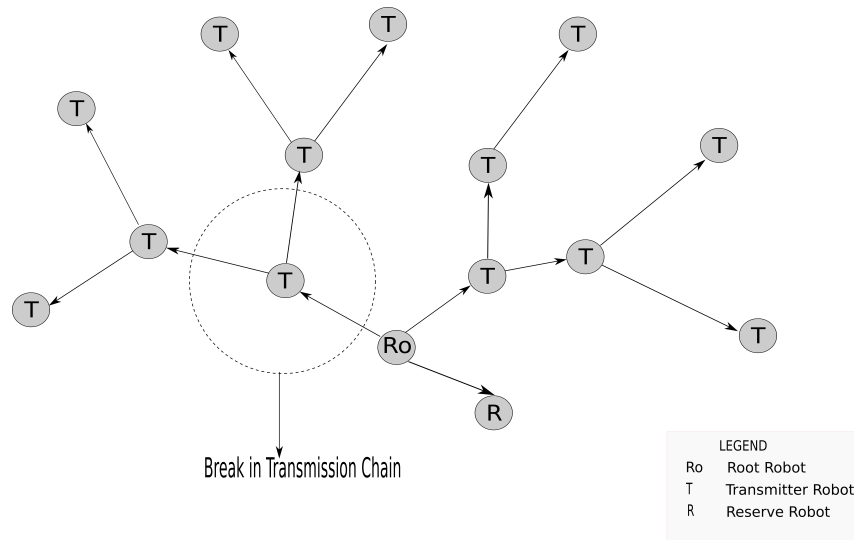 T
T
T
T
T
T
T
T
T
T
T
T
T
Ro
R
Break in Transmission Chain
LEGEND
Ro Root Robot
T Transmitter Robot
R Reserve Robot